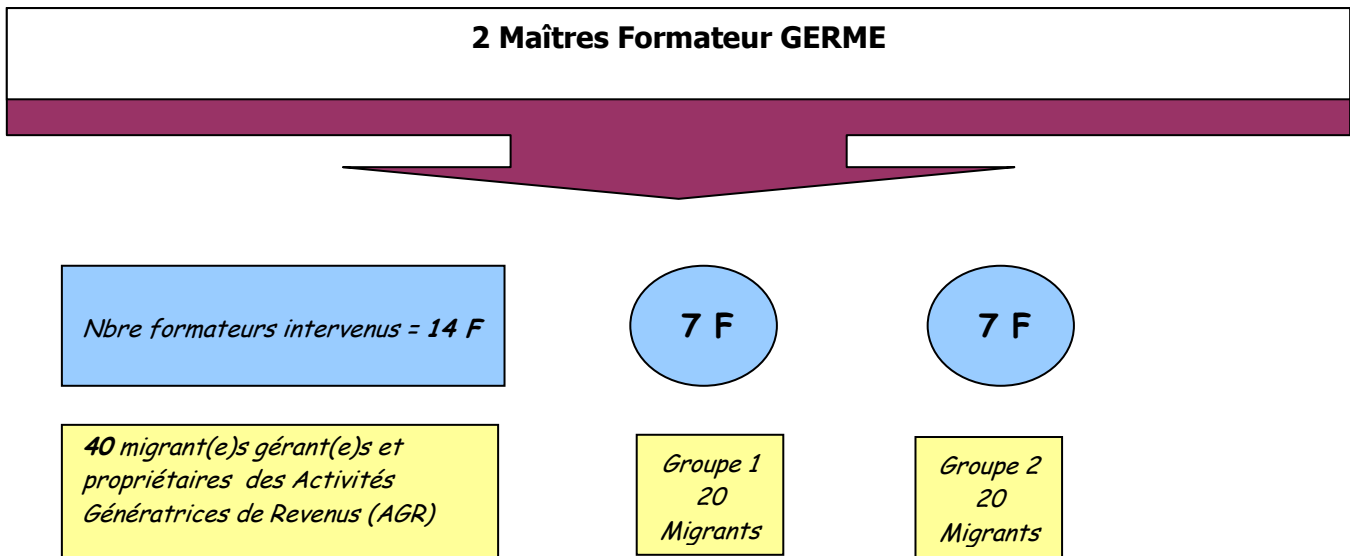 2 Maîtres Formateur GERME
Nbre formateurs intervenus = 14 F
7 F
7 F
40 migrant(e)s gérant(e)s et
propriétaires des Activités
Génératrices de Revenus (AGR)
Groupe 1
20
Migrants
Groupe 2
20
Migrants